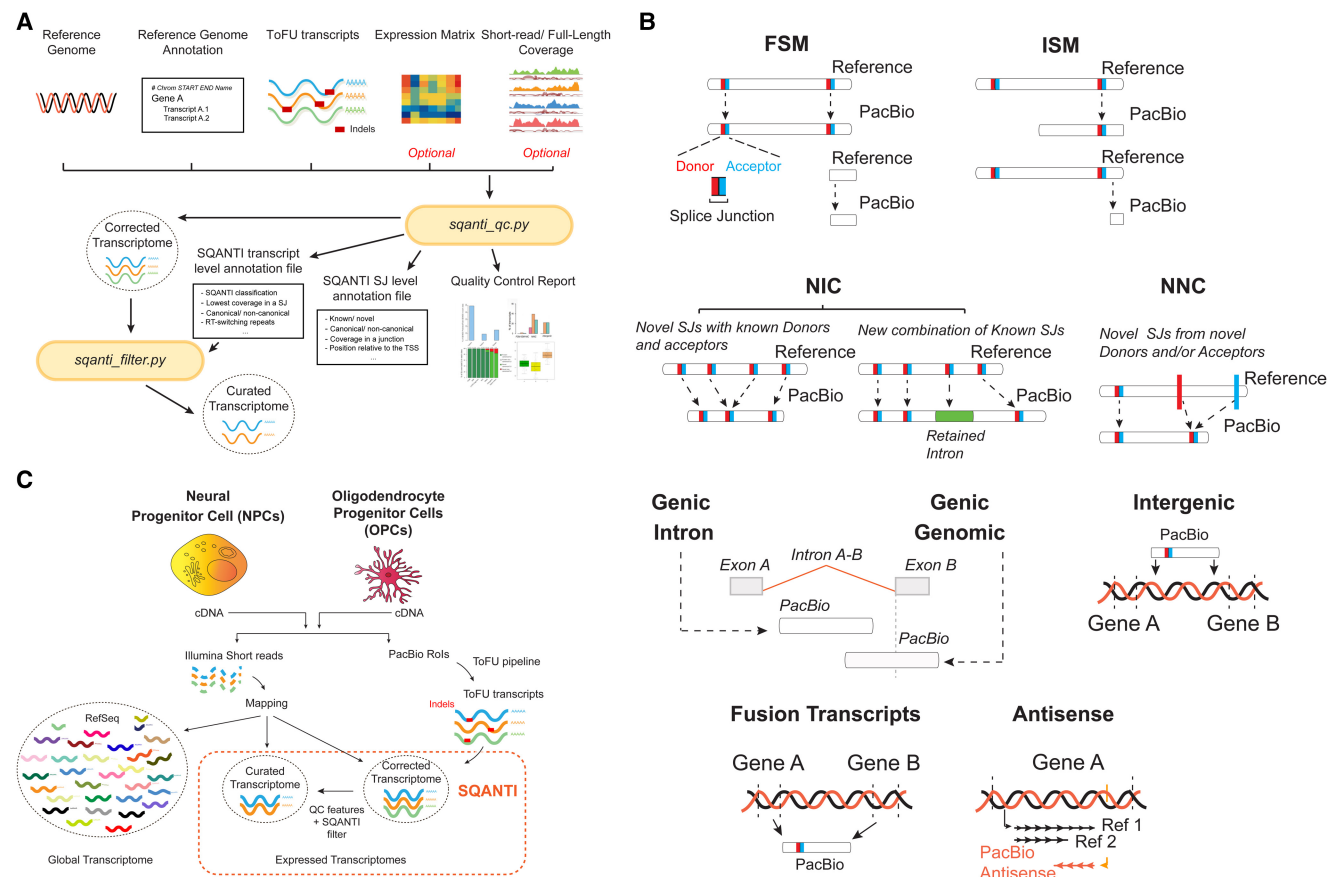 A
Reference
Genome
Reference Genome
Annotation
ToFU transcripts
Expression Matrix
Short-read/ Full-Length
Coverage
# Chrom START END Name
Gene A
Transcript A.1
Transcript A.2
AAAAA
AAAA
AAAA
Indels
Optional
Optional
sqanti_qc.py
Corrected
Transcriptome
SQANTI transcript
level annotation file
- SQANTI classification
- Lowest coverage in a SJ
- Canonical/ non-canonical
- RT-switching repeats
...
SQANTI SJ level
annotation file
- Known/ novel
- Canonical/ non-canonical
- Coverage in a junction
- Position relative to the TSS
...
Quality Control Report
sqanti_filter.py
Curated
Transcriptome
B
FSM
Reference
PacBio
Donor
Acceptor
Splice Junction
Reference
PacBio
ISM
Reference
PacBio
Reference
PacBio
NIC
Novel SJs with known Donors
and acceptors
Reference
PacBio
New combination of Known SJs
Reference
PacBio
Retained
Intron
NNC
Novel SJs from novel
Donors and/or Acceptors
Reference
PacBio
Genic
Intron
Genic
Genomic
Exon A
Intron A-B
Exon B
PacBio
PacBio
Intergenic
PacBio
Gene A
Gene B
Fusion Transcripts
Gene A
Gene B
PacBio
Antisense
Gene A
Ref 1
Ref 2
PacBio
Antisense
C
Neural
Progenitor Cell (NPCs)
Oligodendrocyte
Progenitor Cells
(OPCs)
cDNA
cDNA
Illumina Short reads
PacBio RoIs
ToFU pipeline
Mapping
ToFU transcripts
Indels
RefSeq
Curated
Transcriptome
Corrected
Transcriptome
SQANTI
QC features
+ SQANTI
filter
Global Transcriptome
Expressed Transcriptomes